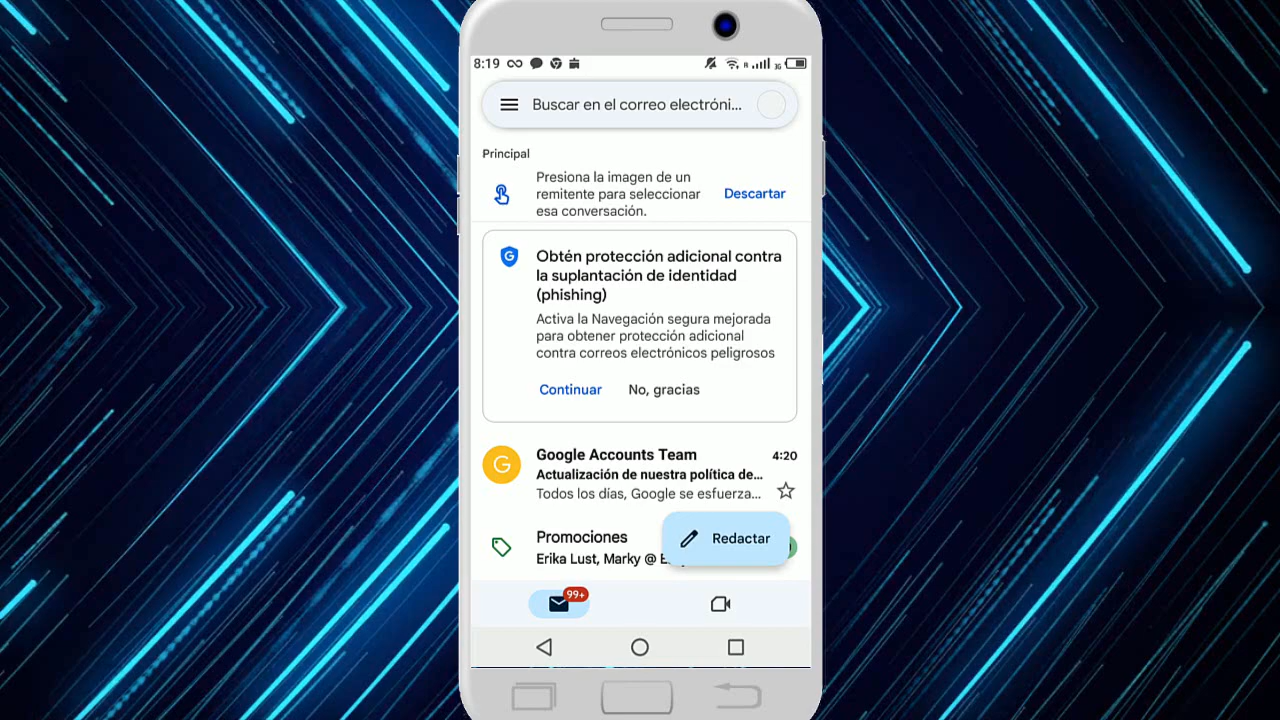 8:19
R
3G
Buscar en el correo electróni...
Principal
Presiona la imagen de un
remitente para seleccionar
esa conversación.
Descartar
G
Obtén protección adicional contra
la suplantación de identidad
(phishing)
Activa la Navegación segura mejorada
para obtener protección adicional
contra correos electrónicos peligrosos
Continuar No, gracias
G
Google Accounts Team 4:20
Actualización de nuestra política de...
Todos los días, Google se esfuerza...
Promociones
Erika Lust, Marky @
Redactar
99+